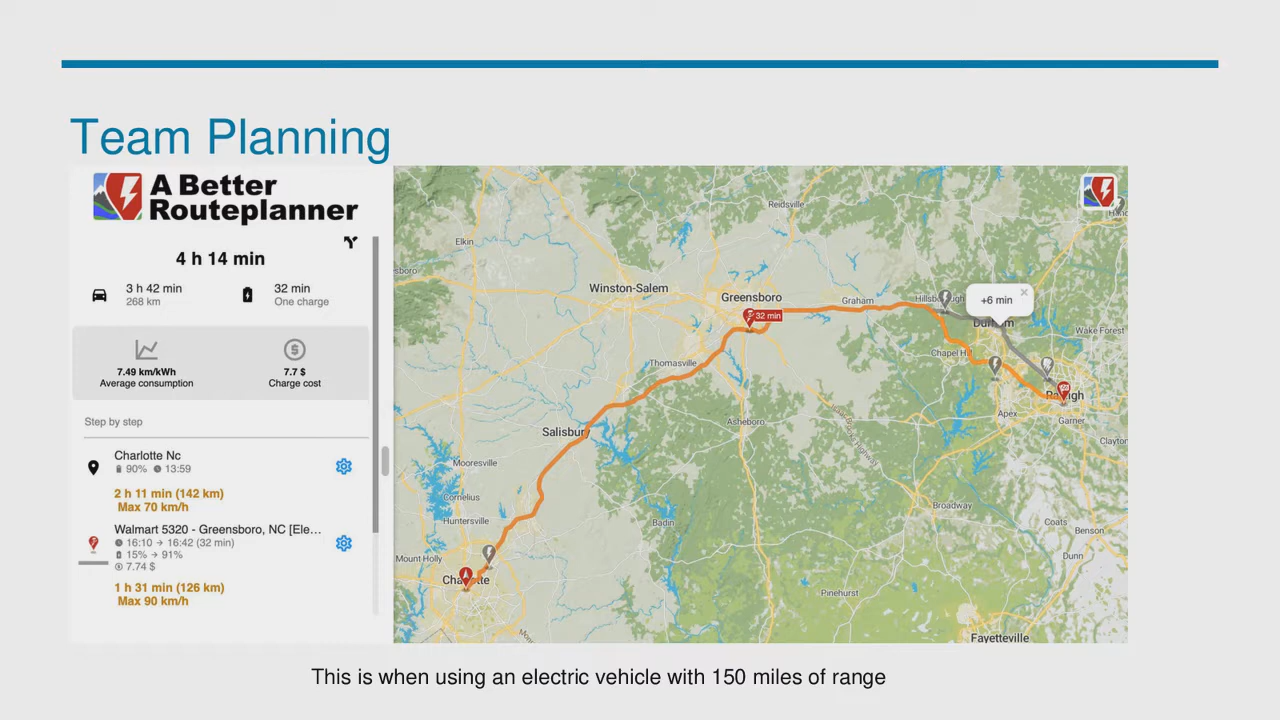 Team Planning
A Better
Routeplanner
4 h 14 min
3 h 42 min
268 km
32 min
One charge
7.49 km/kWh
Average consumption
7.7 $
Charge cost
Step by step
Charlotte Nc
90% 13:59
2 h 11 min (142 km)
Max 70 km/h
Walmart 5320 - Greensboro, NC [Ele…
16:10 → 16:42 (32 min)
15% → 91%
7.74 $
1 h 31 min (126 km)
Max 90 km/h
Reidsville
Elkin
Winston-Salem
Greensboro
32 min
Graham
+6 min
Wake Forest
Thomasville
Apex
Garner
Asheboro
Salisbury
Clayton
Mooresville
Cornelius
Huntersville
Broadway
Badin
Coats
Benson
Mount Holly
Dunn
Pinehurst
Fayetteville
This is when using an electric vehicle with 150 miles of range